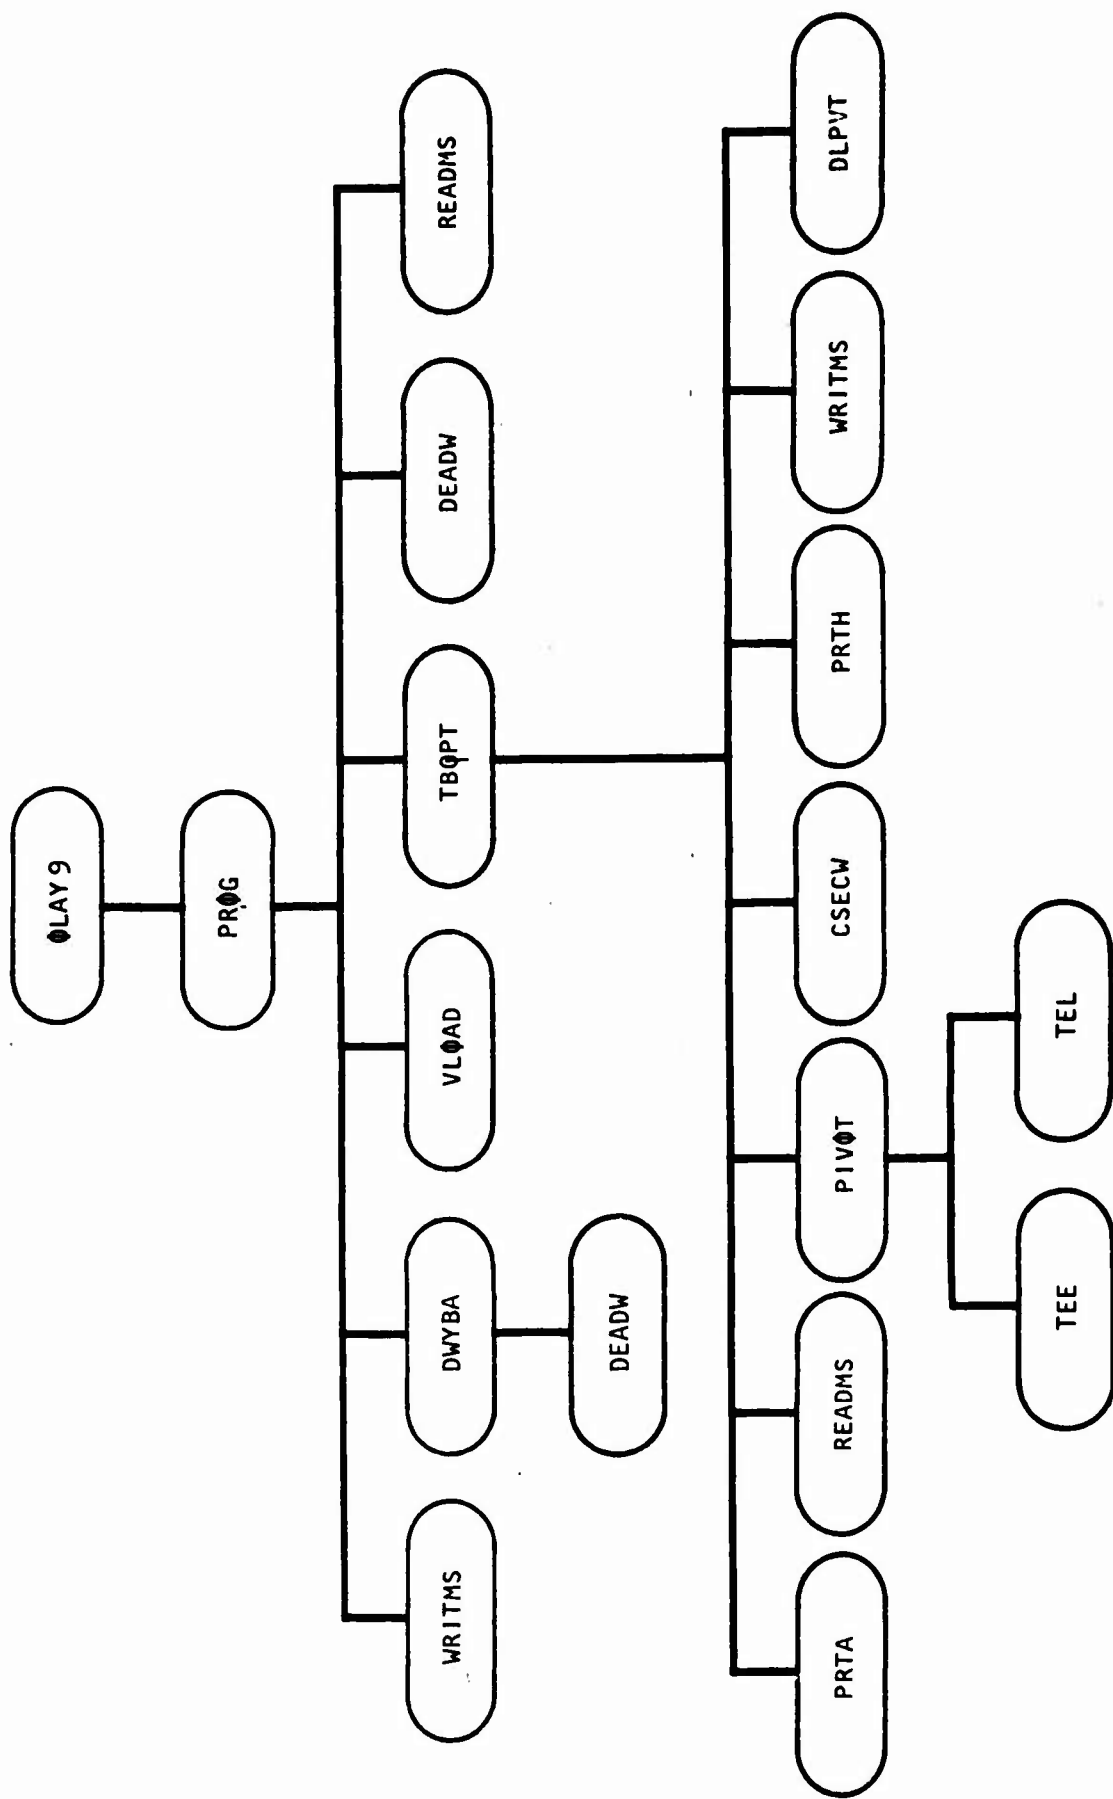 ØLAY9
PRØG
WRITMS
DWYBA
VLØAD
TBØPT
DEADW
READMS
DEADW
PRTA
READMS
PIVØT
CSECW
PRTH
WRITMS
DLPVT
TEE
TEL